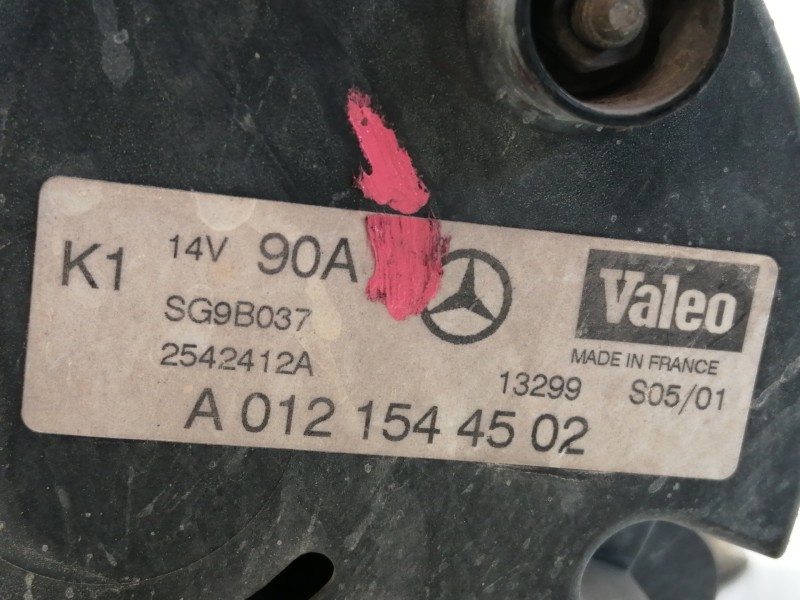 K1 14V 90A
Valeo
SG9B037
MADE IN FRANCE
2542412A
13299 S05/01
A 012 154 45 02